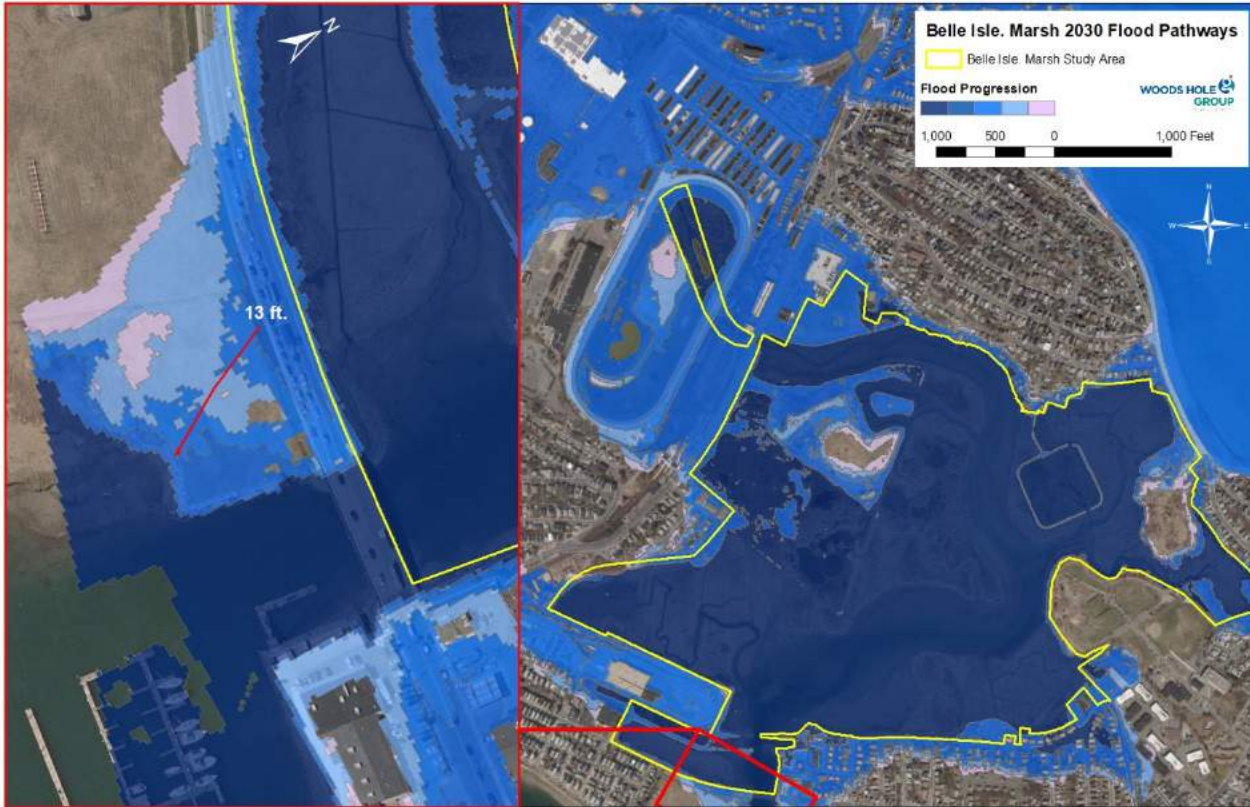 N
13 ft.
Belle Isle. Marsh 2030 Flood Pathways
Belle Isle. Marsh Study Area
Flood Progression
WOODS HOLE
GROUP
1,000 500 0 1,000 Feet
N
W E
S